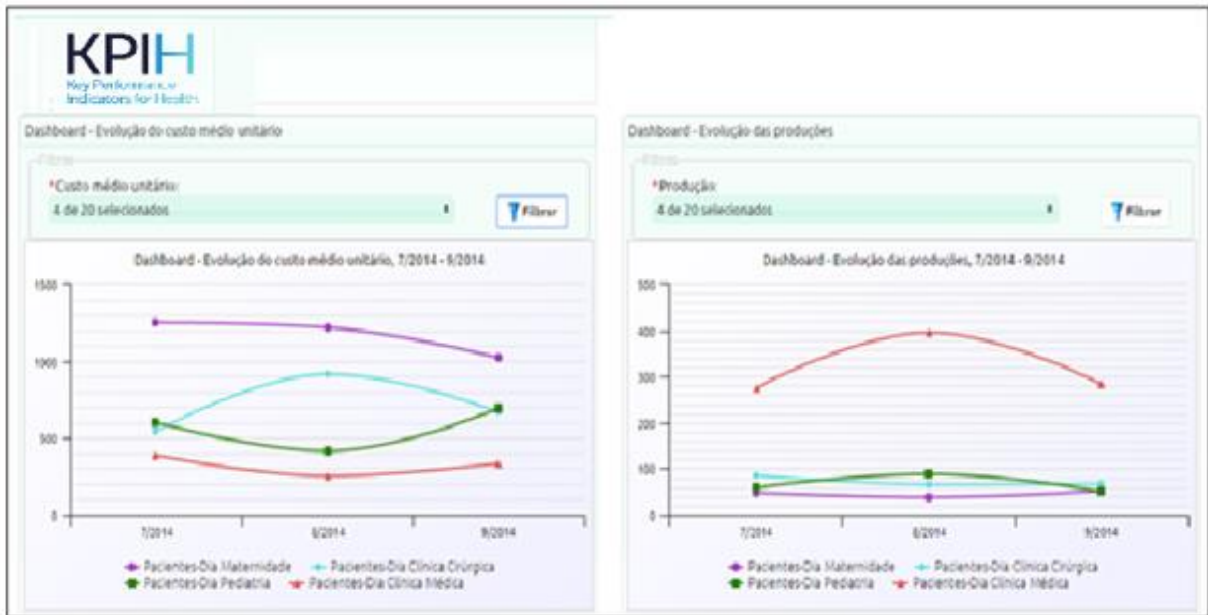 KPIH
Key Performance
Indicators for Health
Dashboard - Evolução do custo médio unitário
Filtros
*Custo médio unitário:
4 de 20 selecionados
Filtrar
Dashboard - Evolução do custo médio unitário, 7/2014 - 9/2014
1500
1000
500
0
7/2014
8/2014
9/2014
Pacientes-Dia Maternidade
Pacientes-Dia Clínica Cirúrgica
Pacientes-Dia Pediatria
Pacientes-Dia Clínica Médica
Dashboard - Evolução das produções
Filtros
*Produção:
4 de 20 selecionados
Filtrar
Dashboard - Evolução das produções, 7/2014 - 9/2014
500
400
300
200
100
0
7/2014
8/2014
9/2014
Pacientes-Dia Maternidade
Pacientes-Dia Clínica Cirúrgica
Pacientes-Dia Pediatria
Pacientes-Dia Clínica Médica